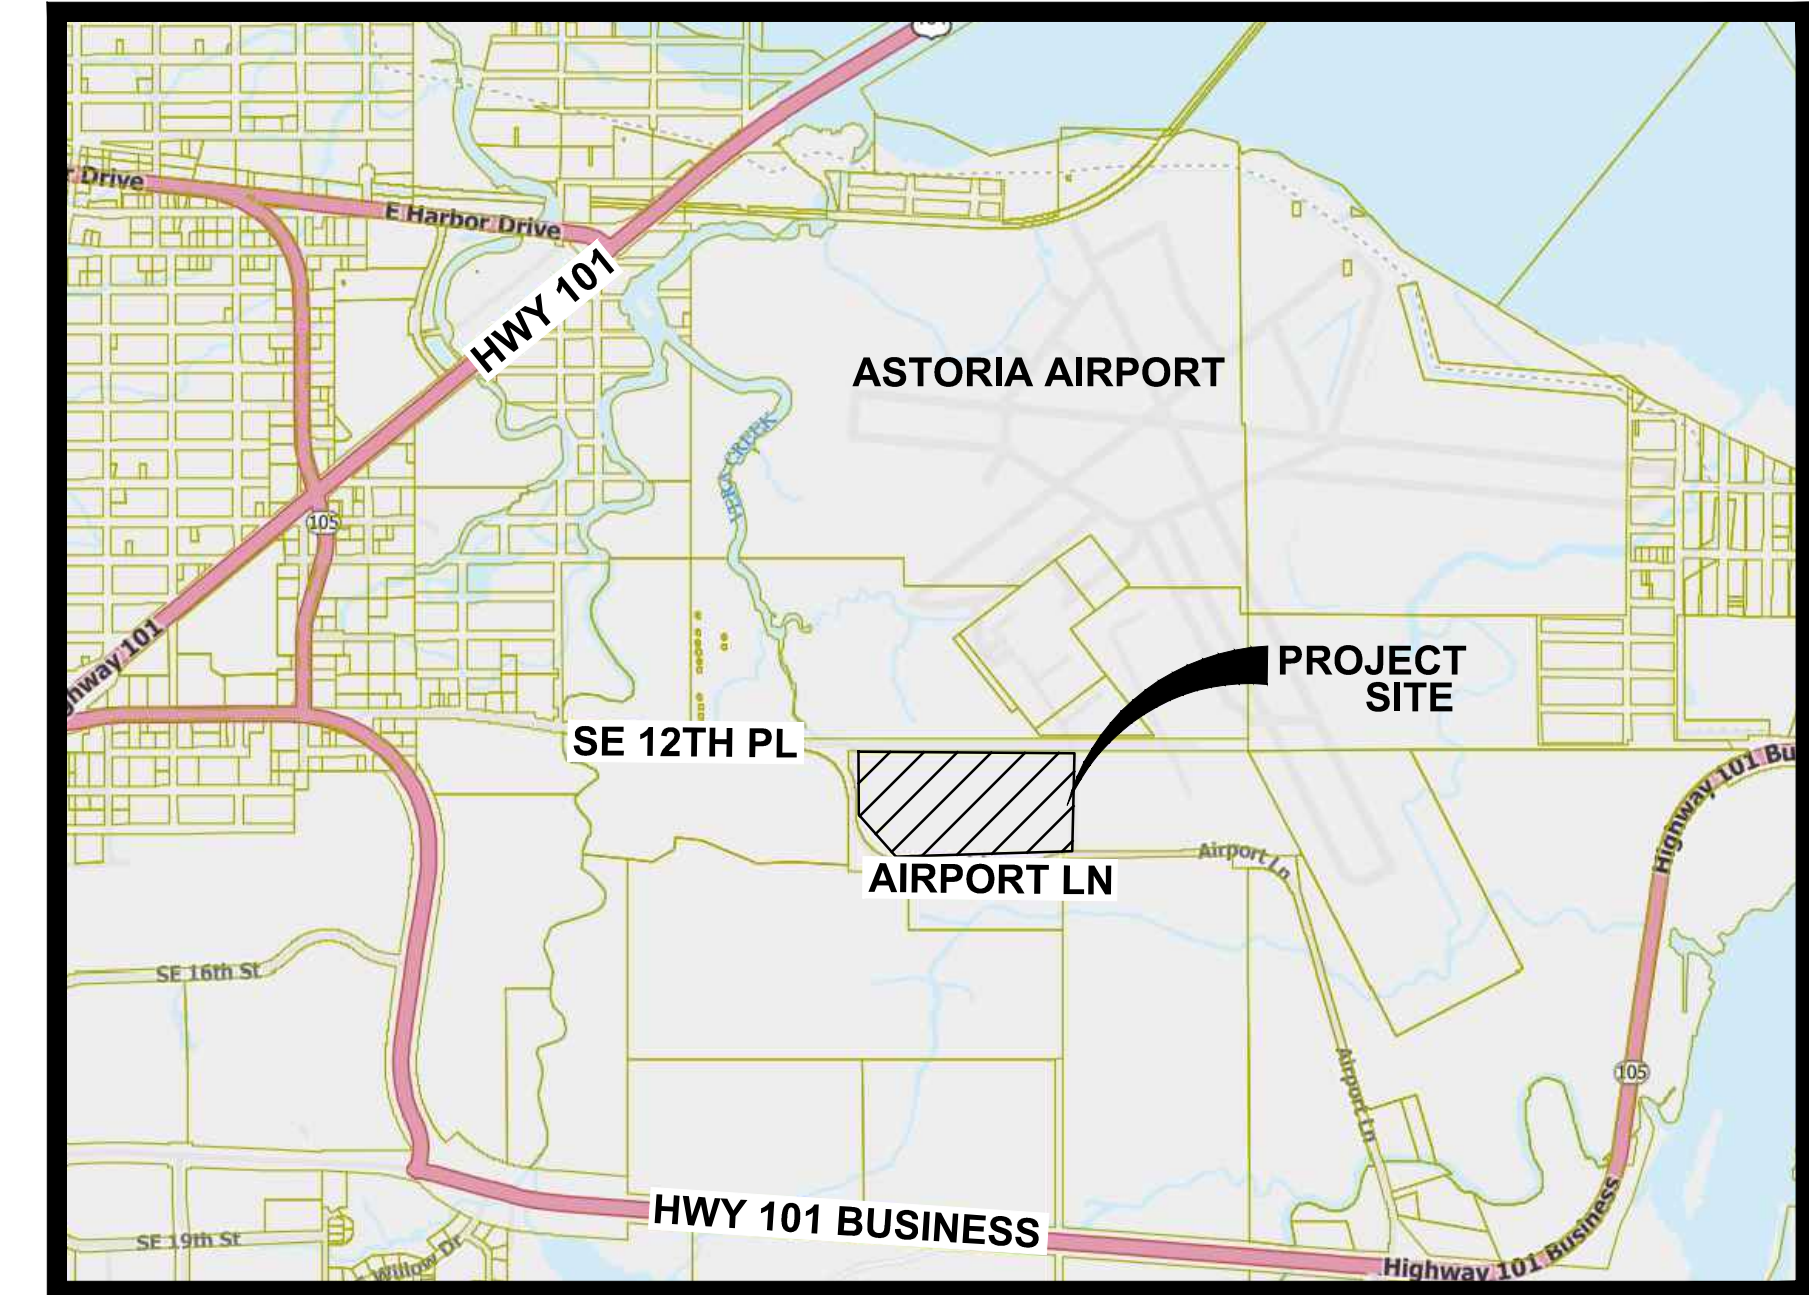 r Drive
E Harbor Drive
HWY 101
ASTORIA AIRPORT
VERA CREEK
105
Highway 101
PROJECT
SITE
SE 12TH PL
Highway 101 Bu
AIRPORT LN
Airport Ln
SE 16th St
Airport Ln
105
HWY 101 BUSINESS
Highway 101 Business
SE 19th St
Willow Dr